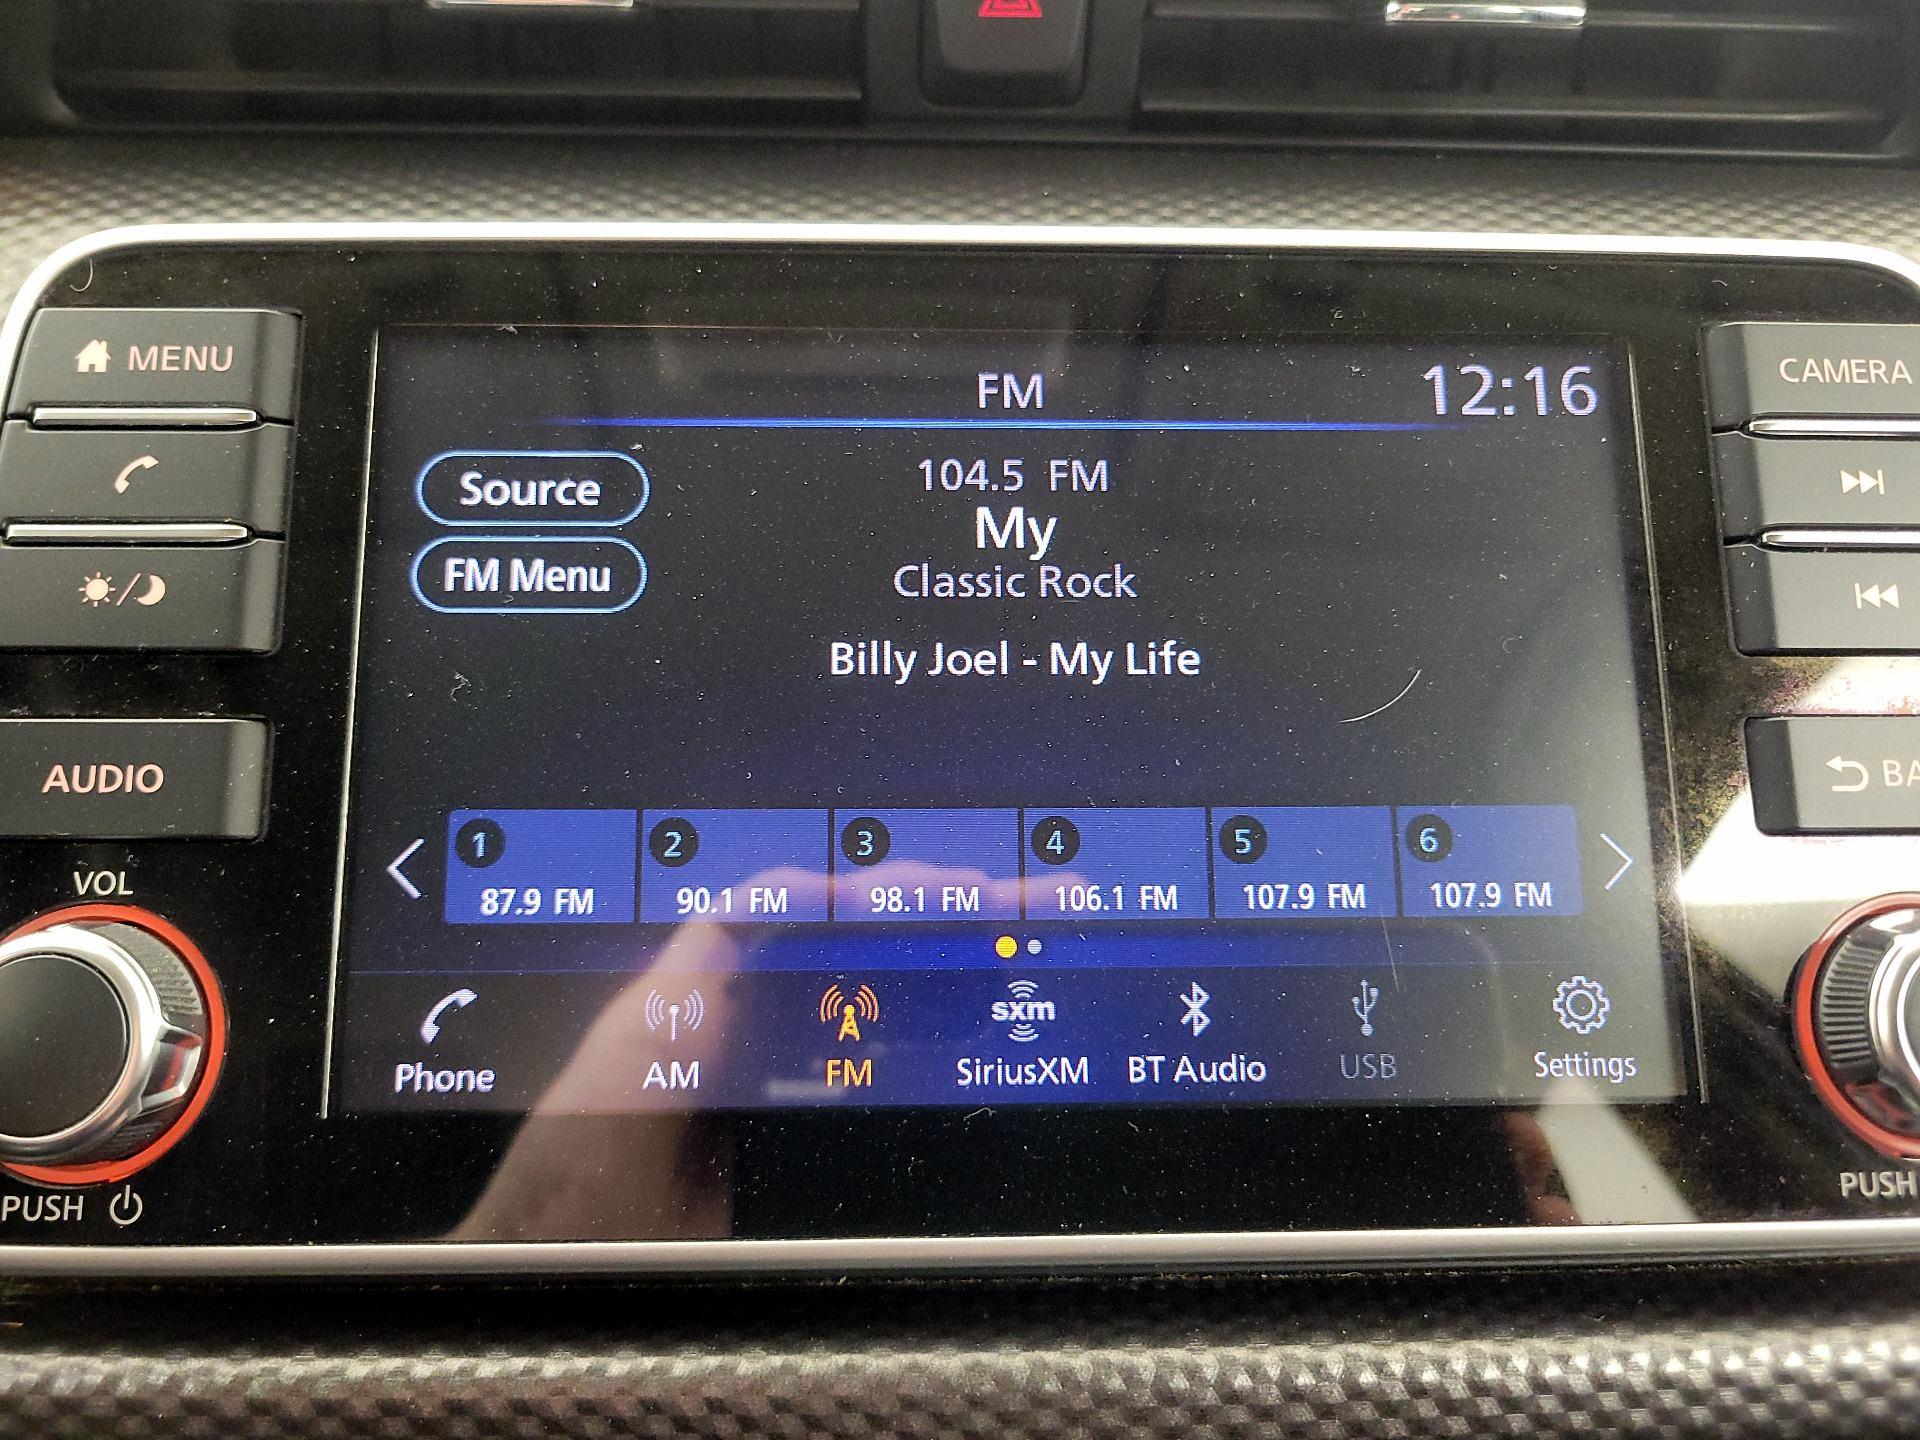 MENU
CAMERA
FM
12:16
Source
104.5 FM
My
FM Menu
Classic Rock
Billy Joel - My Life
AUDIO
BA
VOL
1 2 3 4 5 6
87.9 FM 90.1 FM 98.1 FM 106.1 FM 107.9 FM 107.9 FM
sxm
Phone AM FM SiriusXM BT Audio USB Settings
PUSH
PUSH